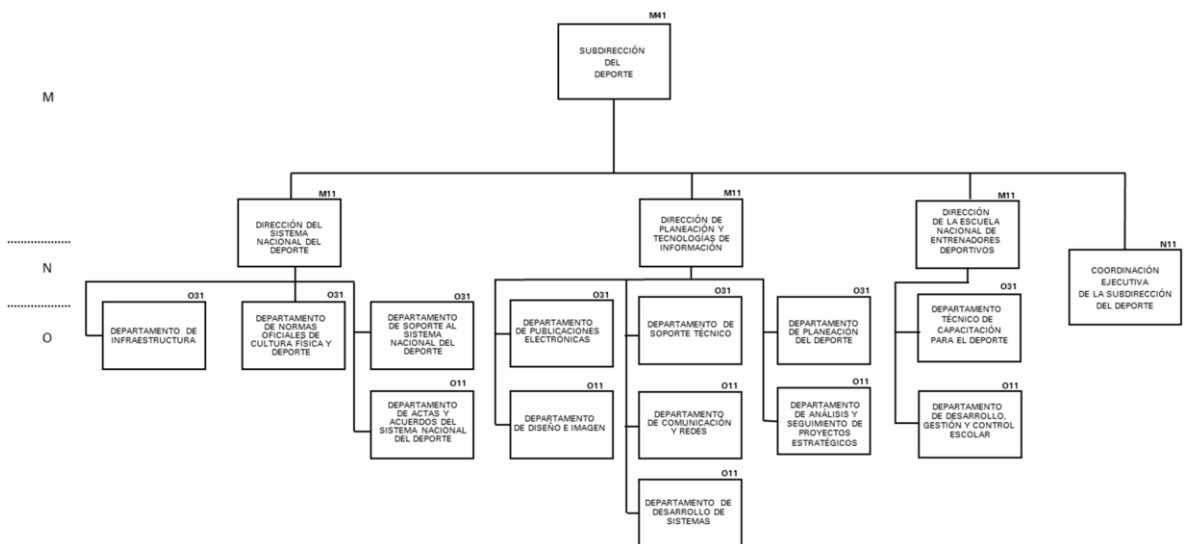 M41
SUBDIRECCIÓN
DEL
DEPORTE
M
M11
DIRECCIÓN DEL
SISTEMA
NACIONAL DEL
DEPORTE
M11
DIRECCIÓN DE
PLANEACIÓN Y
TECNOLOGÍAS DE
INFORMACIÓN
M11
DIRECCIÓN
DE LA ESCUELA
NACIONAL DE
ENTRENADORES
DEPORTIVOS
N11
COORDINACIÓN
EJECUTIVA
DE LA SUBDIRECCIÓN
DEL DEPORTE
N
O
O31
DEPARTAMENTO DE
INFRAESTRUCTURA
O31
DEPARTAMENTO
DE NORMAS
OFICIALES DE
CULTURA FÍSICA Y
DEPORTE
O31
DEPARTAMENTO
DE SOPORTE AL
SISTEMA
NACIONAL DEL
DEPORTE
O31
DEPARTAMENTO
DE PUBLICACIONES
ELECTRÓNICAS
O31
DEPARTAMENTO DE
SOPORTE TÉCNICO
O31
DEPARTAMENTO
DE PLANEACIÓN
DEL DEPORTE
O31
DEPARTAMENTO
TÉCNICO DE
CAPACITACIÓN
PARA EL DEPORTE
O11
DEPARTAMENTO
DE ACTAS Y
ACUERDOS DEL
SISTEMA NACIONAL
DEL DEPORTE
O11
DEPARTAMENTO
DE DISEÑO E IMAGEN
O11
DEPARTAMENTO
DE COMUNICACIÓN
Y REDES
O11
DEPARTAMENTO
DE ANÁLISIS Y
SEGUIMIENTO DE
PROYECTOS
ESTRATÉGICOS
O11
DEPARTAMENTO
DE DESARROLLO,
GESTIÓN Y CONTROL
ESCOLAR
O11
DEPARTAMENTO DE
DESARROLLO DE
SISTEMAS